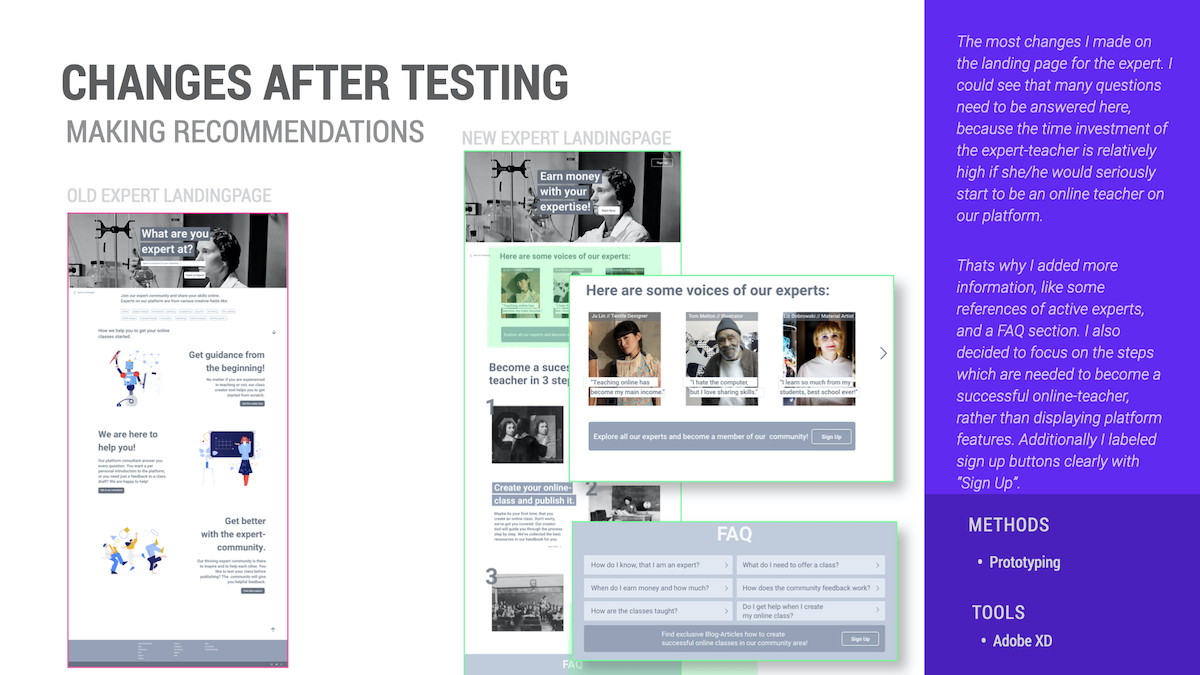 CHANGES AFTER TESTING
MAKING RECOMMENDATIONS
OLD EXPERT LANDINGPAGE
What are you
expert at?
Join our expert community and share your skills online.
Experts on our platform are from various creative fields like:
How we help you to get your online
classes started:
Get guidance from
the beginning!
No matter if you are experienced
in teaching or not, our class
creator tool helps you to get
started from scratch.
We are here to
help you!
Our platform consultant answer you
every question. You want a per
personal introduction to the platform,
or you need just a feedback to a class
draft? We are happy to help!
Get better
with the expert-
community.
Our thriving expert community is there
to inspire and to help each other. You
like to test your class before
publishing? The community will give
you helpful feedback.
NEW EXPERT LANDINGPAGE
Sign Up
Earn money
with your
expertise!
Here are some voices of our experts:
"Teaching online has
become my main income."
Explore all our experts and become
Become a suces
teacher in 3 step
1
Create your online-
class and publish it.
2
Maybe its your first time, that you
create an online class. Don't worry,
we've got you covered. Our creator
tool will guide you through the process
step by step. We've collected the best
resources in our handbook for you.
3
FAQ
Here are some voices of our experts:
Ju Lin // Textile Designer
Tom Melloe // Illustrator
Liz Dobrowski // Material Artist
"Teaching online has
become my main income."
"I hate the computer,
but I love sharing skills."
"I learn so much from my
students, best school ever!"
Explore all our experts and become a member of our community!
Sign Up
FAQ
How do I know, that I am an expert?
What do I need to offer a class?
When do I earn money and how much?
How does the community feedback work?
How are the classes taught?
Do I get help when I create
my online class?
Find exclusive Blog-Articles how to create
successful online classes in our community area!
Sign Up
The most changes I made on
the landing page for the expert. I
could see that many questions
need to be answered here,
because the time investment of
the expert-teacher is relatively
high if she/he would seriously
start to be an online teacher on
our platform.
Thats why I added more
information, like some
references of active experts,
and a FAQ section. I also
decided to focus on the steps
which are needed to become a
successful online-teacher,
rather than displaying platform
features. Additionally I labeled
sign up buttons clearly with
"Sign Up".
METHODS
• Prototyping
TOOLS
• Adobe XD